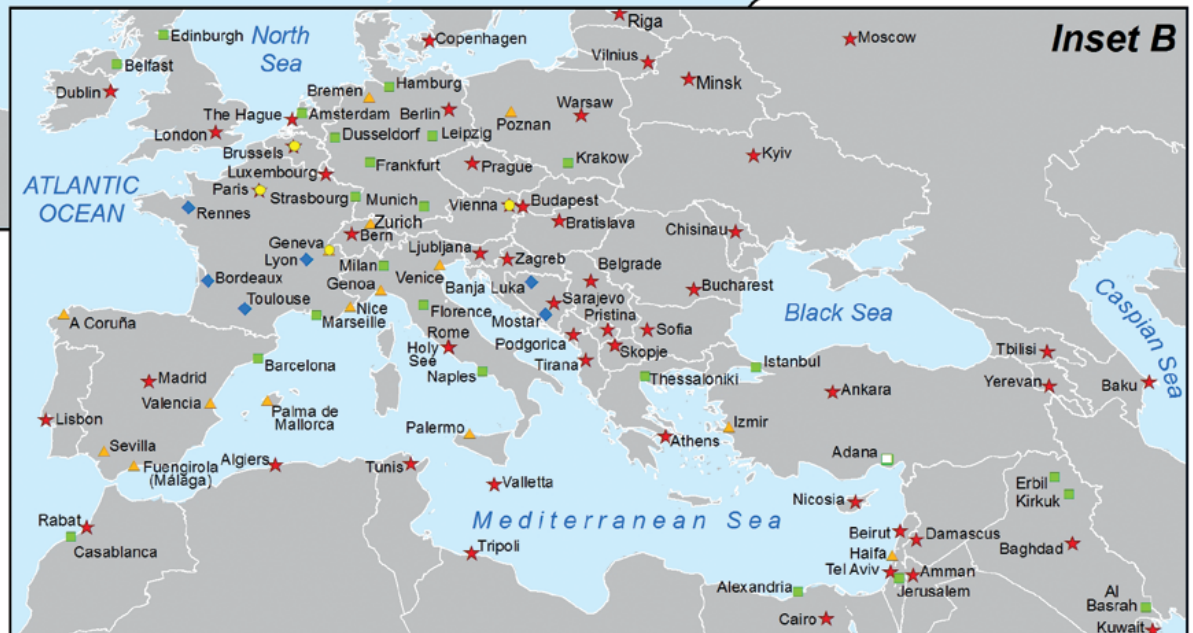 Inset B
Riga
Moscow
Edinburgh
North
Sea
Copenhagen
Vilnius
Belfast
Minsk
Dublin
Hamburg
Bremen
Warsaw
The Hague
Amsterdam
Berlin
Poznan
London
Dusseldorf
Leipzig
Brussels
Kyiv
Frankfurt
Prague
Krakow
Luxembourg
ATLANTIC
OCEAN
Paris
Strasbourg
Munich
Vienna
Budapest
Rennes
Zurich
Bratislava
Bern
Chisinau
Geneva
Ljubljana
Lyon
Zagreb
Milan
Venice
Belgrade
Bordeaux
Genoa
Banja Luka
Bucharest
Caspian Sea
Toulouse
Nice
Florence
Sarajevo
Black Sea
A Coruña
Marseille
Mostar
Pristina
Sofia
Rome
Holy
See
Podgorica
Skopje
Tbilisi
Barcelona
Tirana
Istanbul
Madrid
Naples
Thessaloniki
Ankara
Yerevan
Baku
Valencia
Palma de
Mallorca
Lisbon
Palermo
Izmir
Athens
Sevilla
Adana
Fuengirola
(Málaga)
Algiers
Tunis
Valletta
Nicosia
Erbil
Kirkuk
Rabat
Mediterranean Sea
Beirut
Damascus
Casablanca
Tripoli
Haifa
Baghdad
Tel Aviv
Amman
Alexandria
Jerusalem
Al
Basrah
Cairo
Kuwait